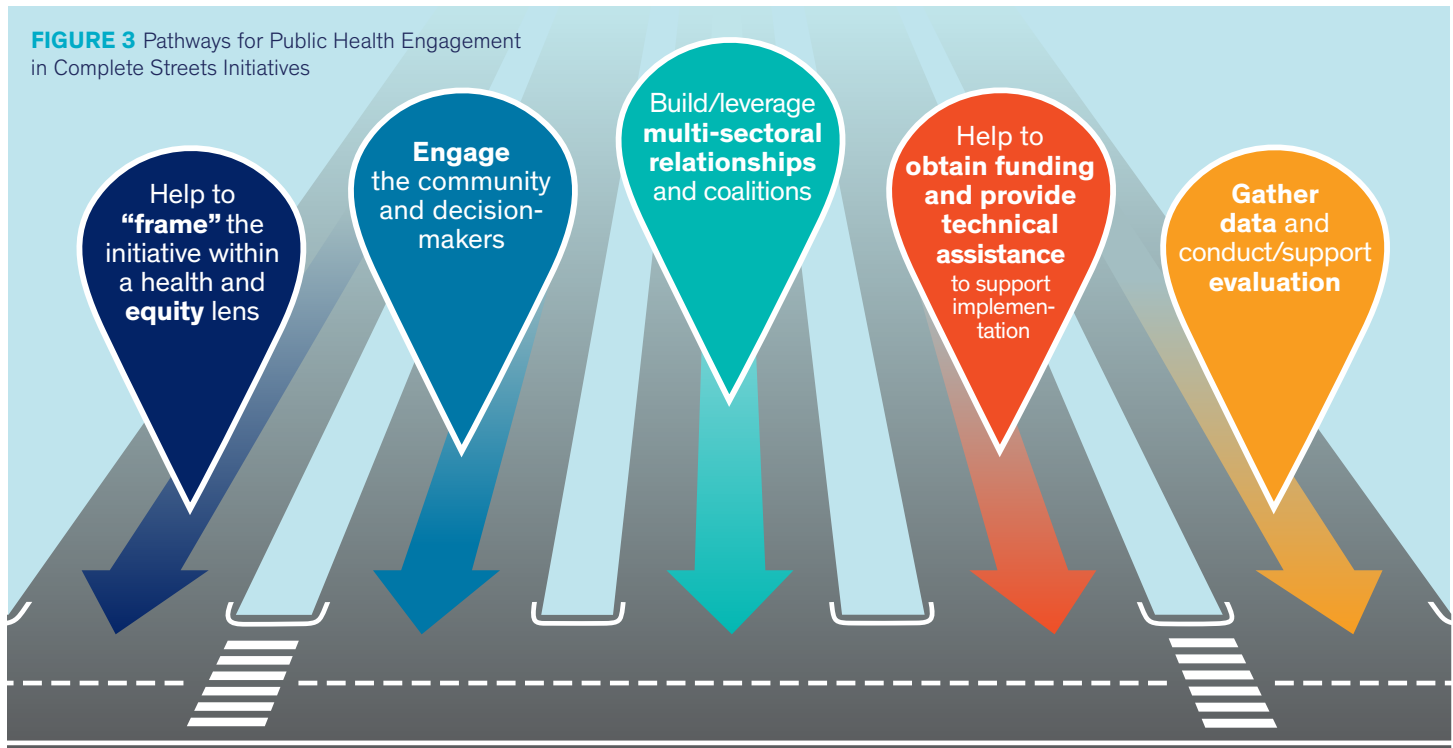 FIGURE 3 Pathways for Public Health Engagement
in Complete Streets Initiatives
Help to
“frame” the
initiative within
a health and
equity lens
Engage
the community
and decision-
makers
Build/leverage
multi-sectoral
relationships
and coalitions
Help to
obtain funding
and provide
technical
assistance
to support
implemen-
tation
Gather
data and
conduct/support
evaluation